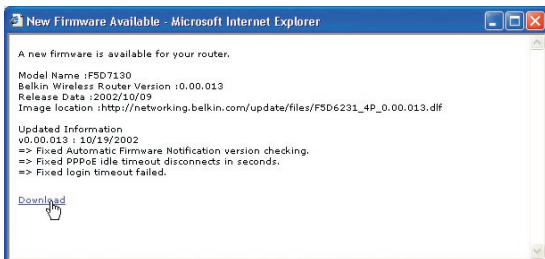 New Firmware Available - Microsoft Internet Explorer
A new firmware is available for your router.
Model Name :F5D7130
Belkin Wireless Router Version :0.00.013
Release Data :2002/10/09
Image location :http://networking.belkin.com/update/files/F5D6231_4P_0.00.013.dlf
Updated Information
v0.00.013 : 10/19/2002
=> Fixed Automatic Firmware Notification version checking.
=> Fixed PPPoE idle timeout disconnects in seconds.
=> Fixed login timeout failed.
Download